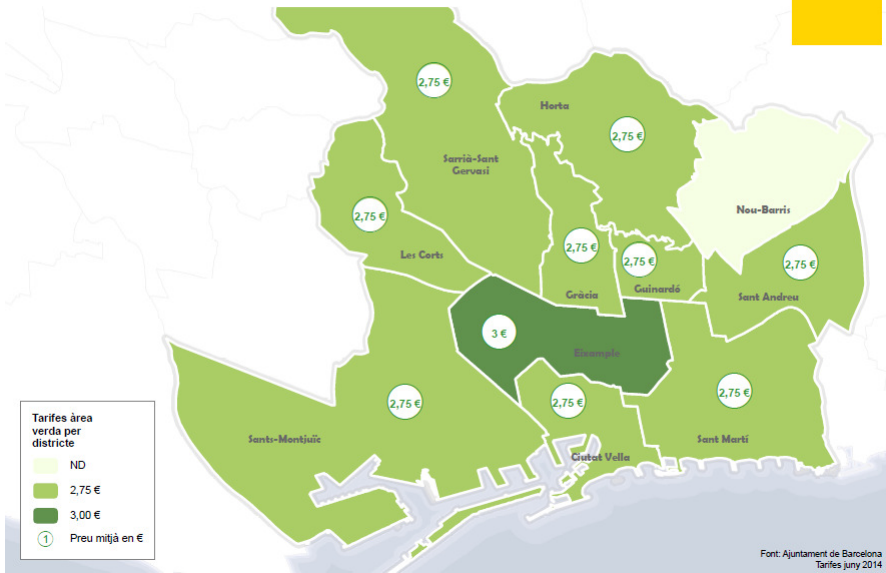 2,75 €
Horta
2,75 €
Sarrià-Sant
Gervasi
Nou-Barris
2,75 €
Les Corts
2,75 €
2,75 €
2,75 €
Gràcia
Guinardó
Sant Andreu
3 €
Eixample
2,75 €
2,75 €
2,75 €
Sants-Montjuïc
Sant Martí
Ciutat Vella
Tarifes àrea
verda per
districte
ND
2,75 €
3,00 €
1 Preu mitjà en €
Font: Ajuntament de Barcelona
Tarifes juny 2014